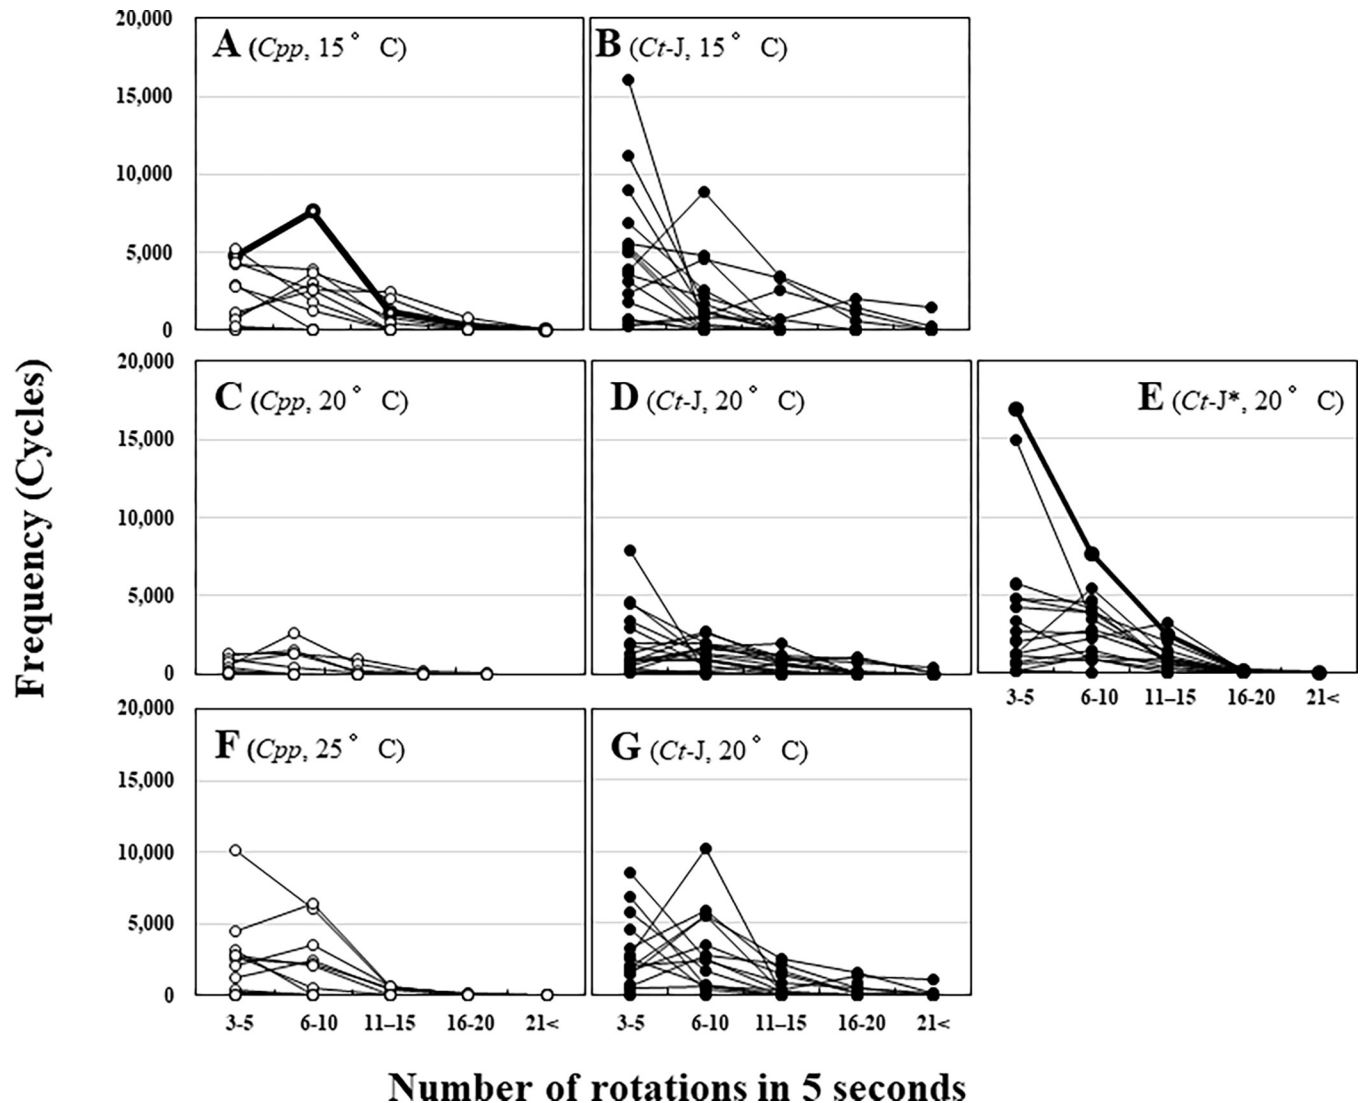 20,000
15,000
10,000
5,000
0
A (Cpp, 15° C)
B (Ct-J, 15° C)
20,000
15,000
10,000
5,000
0
C (Cpp, 20° C)
D (Ct-J, 20° C)
E (Ct-J*, 20° C)
3-5 6-10 11–15 16-20 21<
20,000
15,000
10,000
5,000
0
F (Cpp, 25° C)
G (Ct-J, 20° C)
3-5 6-10 11–15 16-20 21<
3-5 6-10 11–15 16-20 21<
Frequency (Cycles)
Number of rotations in 5 seconds